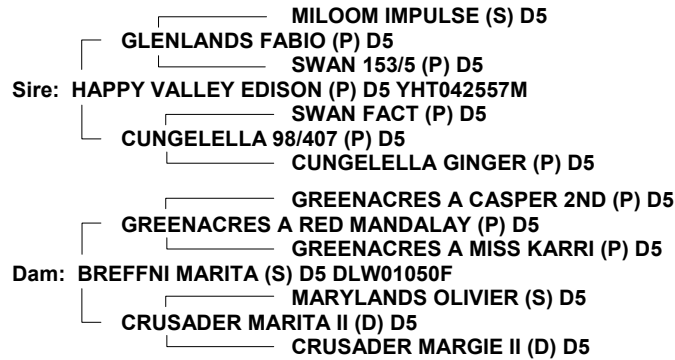 MILOOM IMPULSE (S) D5
GLENLANDS FABIO (P) D5
SWAN 153/5 (P) D5
Sire: HAPPY VALLEY EDISON (P) D5 YHT042557M
SWAN FACT (P) D5
CUNGELELLA 98/407 (P) D5
CUNGELELLA GINGER (P) D5
GREENACRES A CASPER 2ND (P) D5
GREENACRES A RED MANDALAY (P) D5
GREENACRES A MISS KARRI (P) D5
Dam: BREFFNI MARITA (S) D5 DLW01050F
MARYLANDS OLIVIER (S) D5
CRUSADER MARITA II (D) D5
CRUSADER MARGIE II (D) D5